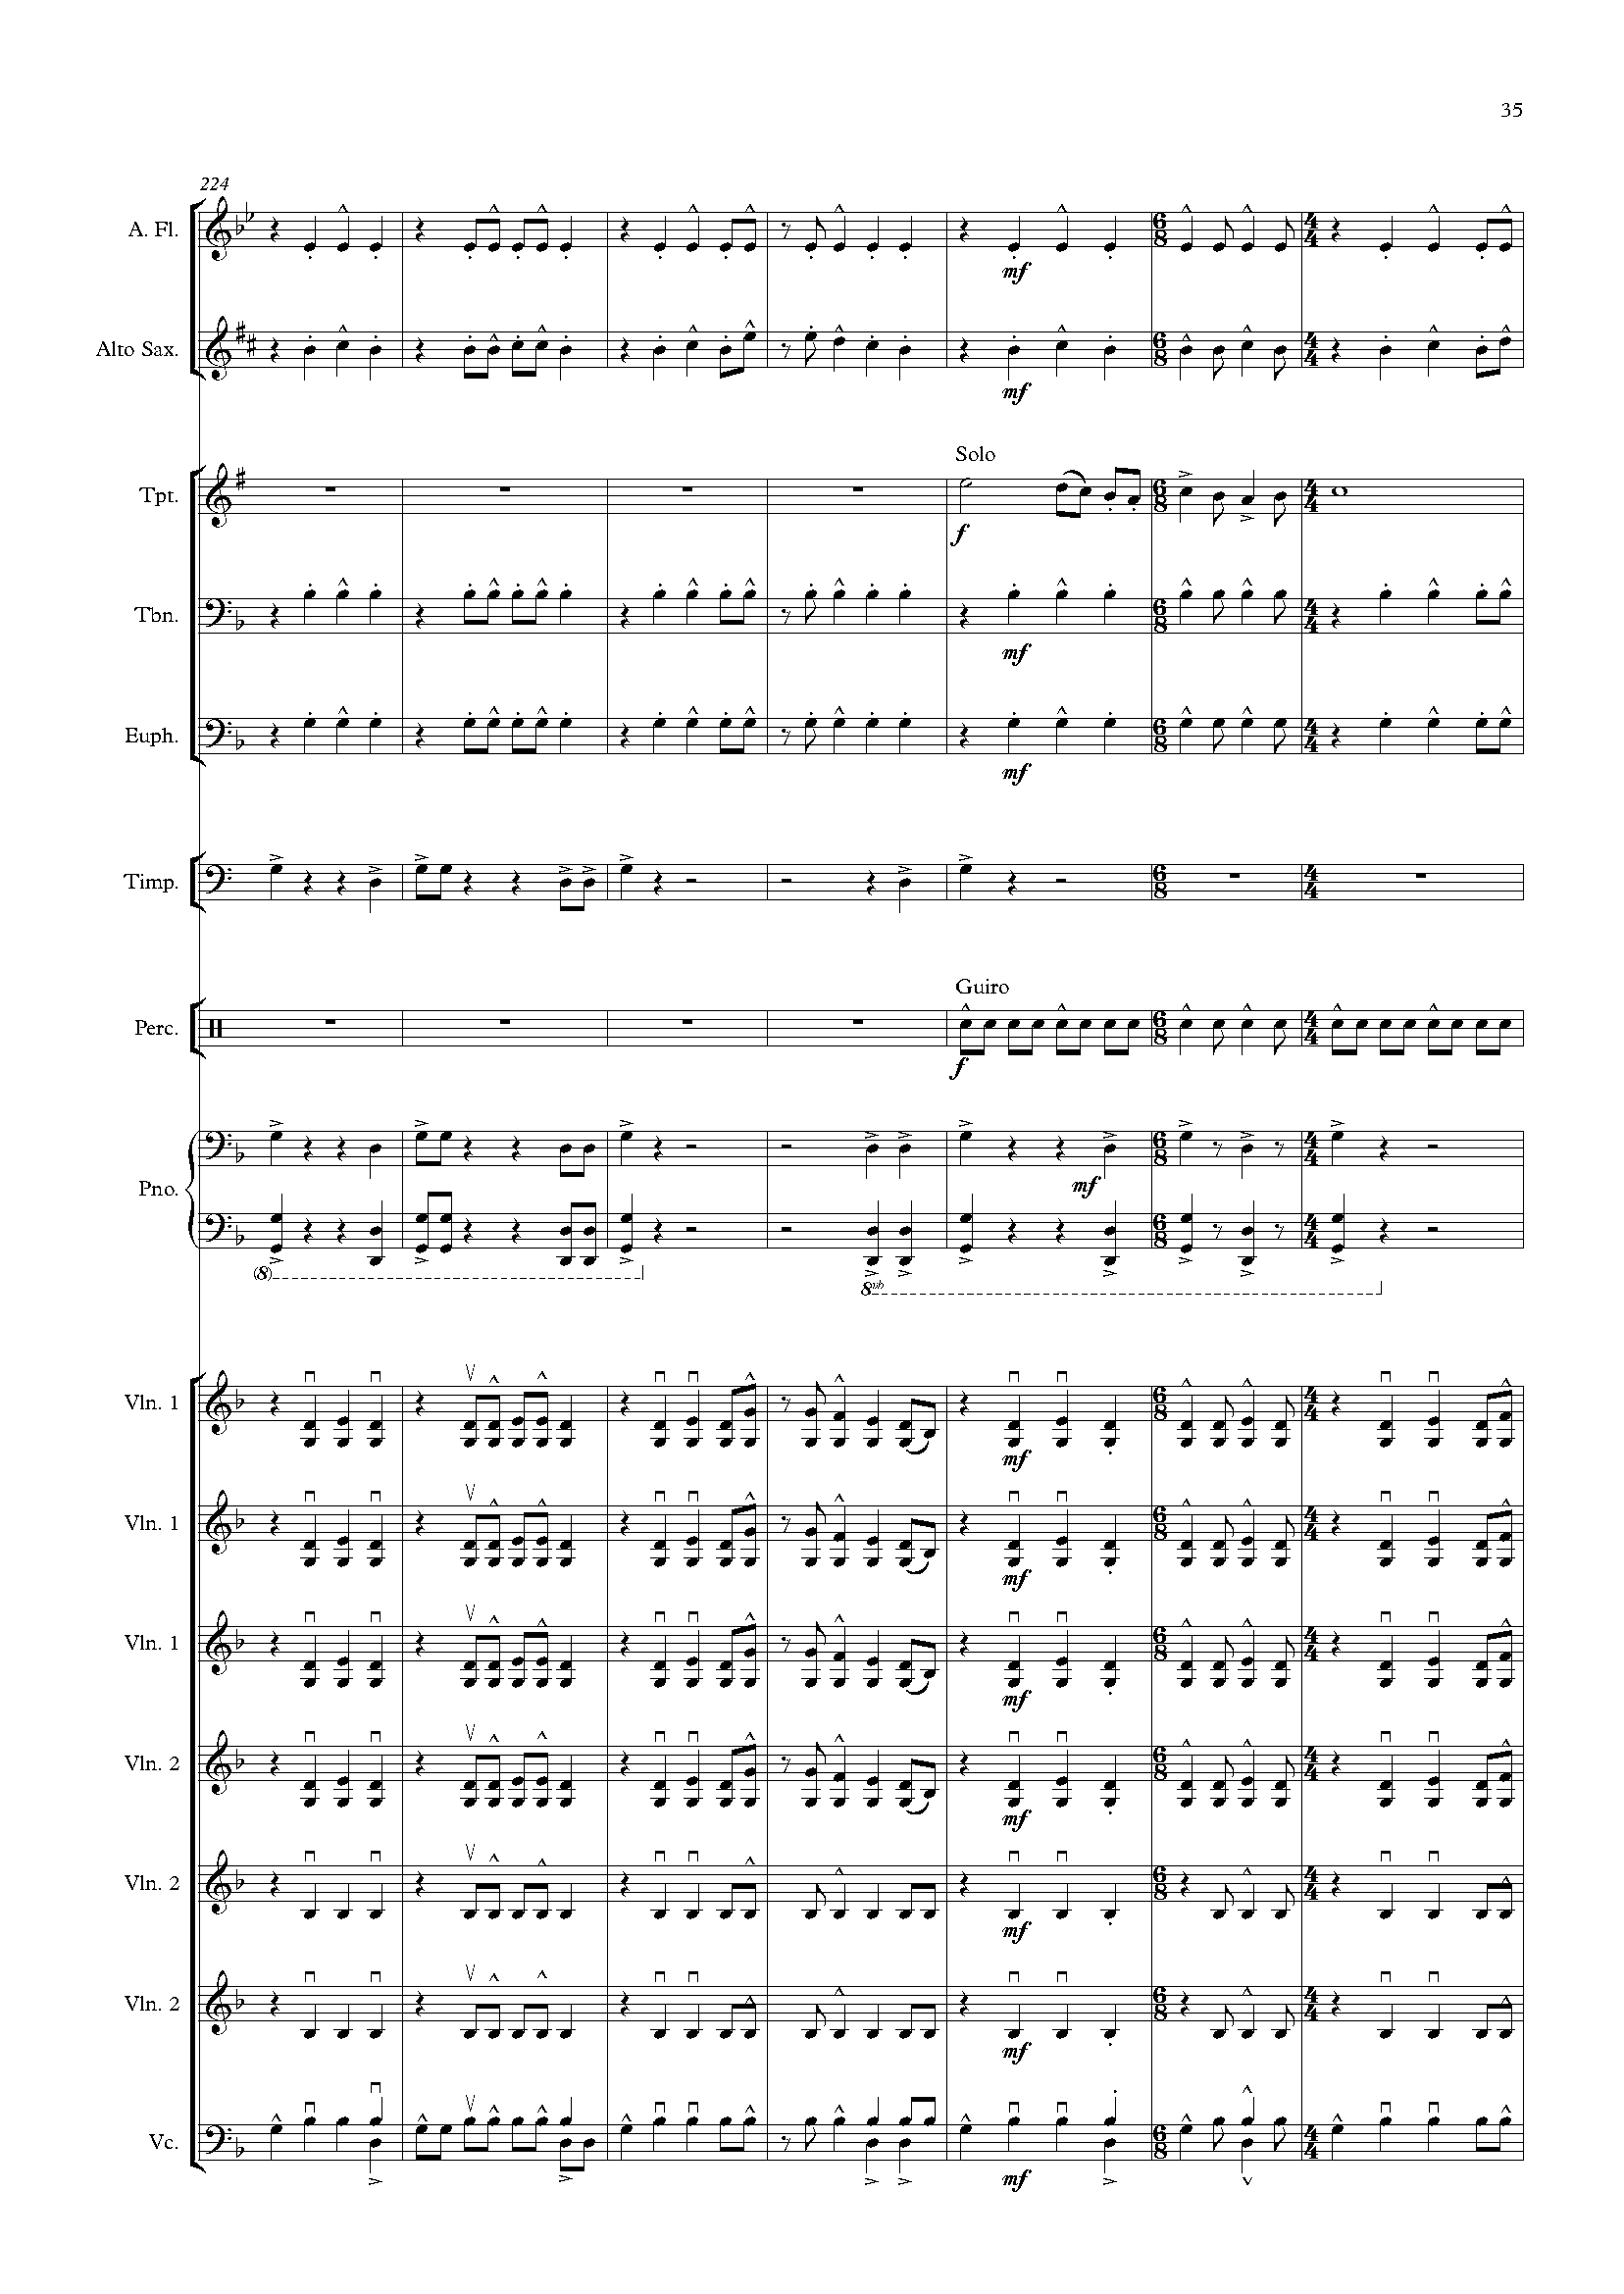 35
224
A. Fl.
mf
Alto Sax.
mf
Solo
Tpt.
f
Tbn.
mf
Euph.
mf
Timp.
Guiro
Perc.
f
Pno.
mf
(8)
8vb
Vln. 1
mf
Vln. 1
mf
Vln. 1
mf
Vln. 2
mf
Vln. 2
mf
Vln. 2
mf
Vc.
mf